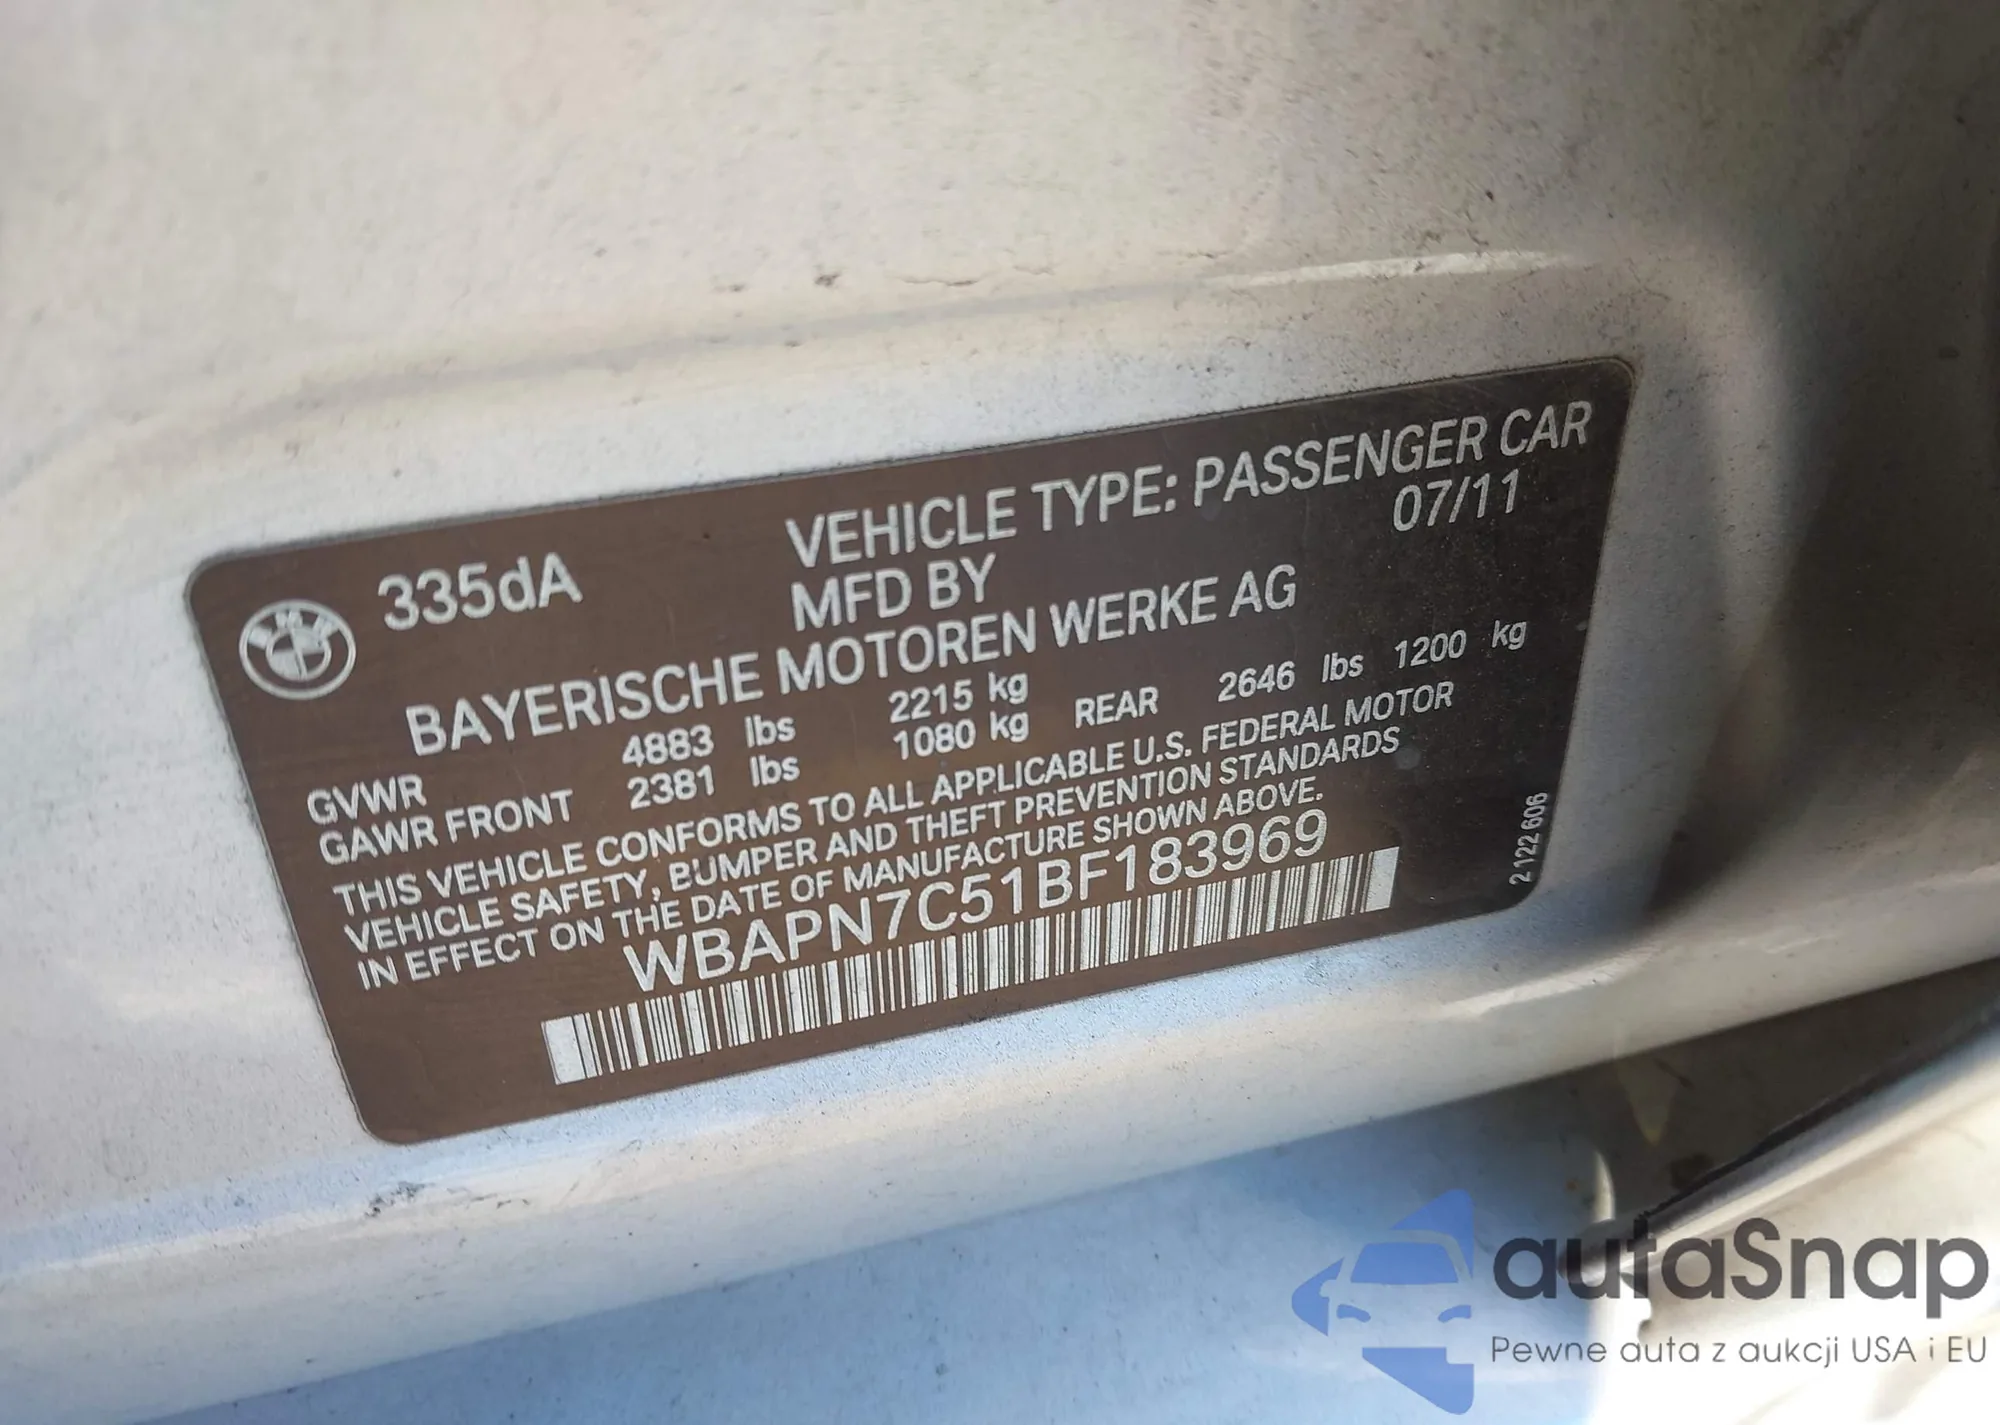 335dA
VEHICLE TYPE: PASSENGER CAR
MFD BY 07/11
BAYERISCHE MOTOREN WERKE AG
GVWR 4883 lbs 2215 kg
GAWR FRONT 2381 lbs 1080 kg REAR 2646 lbs 1200 kg
THIS VEHICLE CONFORMS TO ALL APPLICABLE U.S. FEDERAL MOTOR
VEHICLE SAFETY, BUMPER AND THEFT PREVENTION STANDARDS
IN EFFECT ON THE DATE OF MANUFACTURE SHOWN ABOVE.
WBAPN7C51BF183969
2 122 606
BMW
autaSnap
Pewne auta z aukcji USA i EU